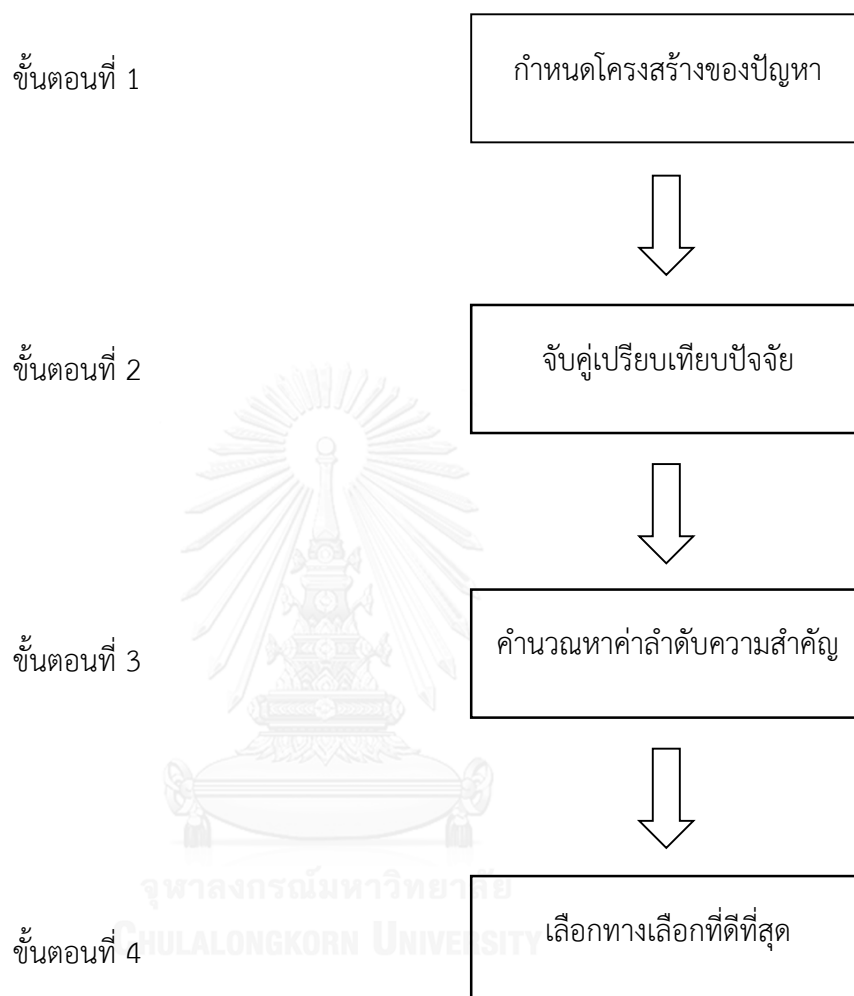 ขั้นตอนที่ 1
กำหนดโครงสร้างของปัญหา
ขั้นตอนที่ 2
จับคู่เปรียบเทียบปัจจัย
ขั้นตอนที่ 3
คำนวณหาค่าลำดับความสำคัญ
จุฬาลงกรณ์มหาวิทยาลัย
เลือกทางเลือกที่ดีที่สุด
ขั้นตอนที่ 4
CHULALONGKORN UNIVERSITY